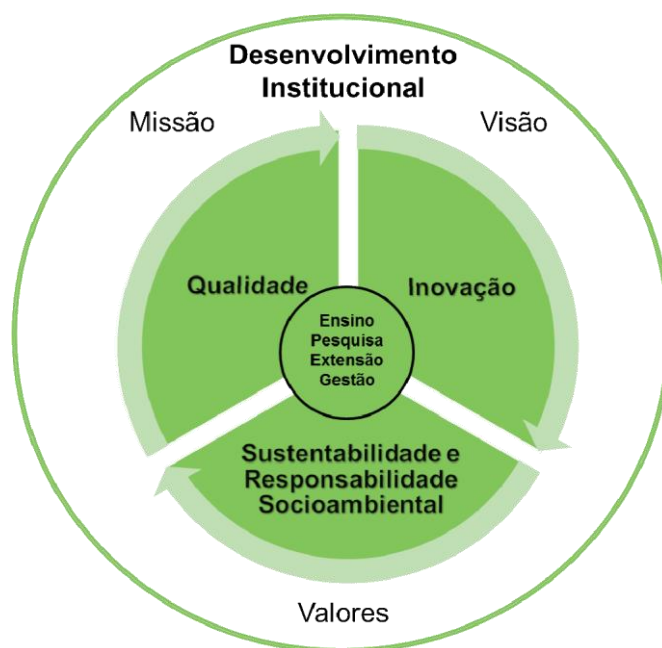 Desenvolvimento
Institucional
Missão
Visão
Qualidade
Inovação
Ensino
Pesquisa
Extensão
Gestão
Sustentabilidade e
Responsabilidade
Socioambiental
Valores